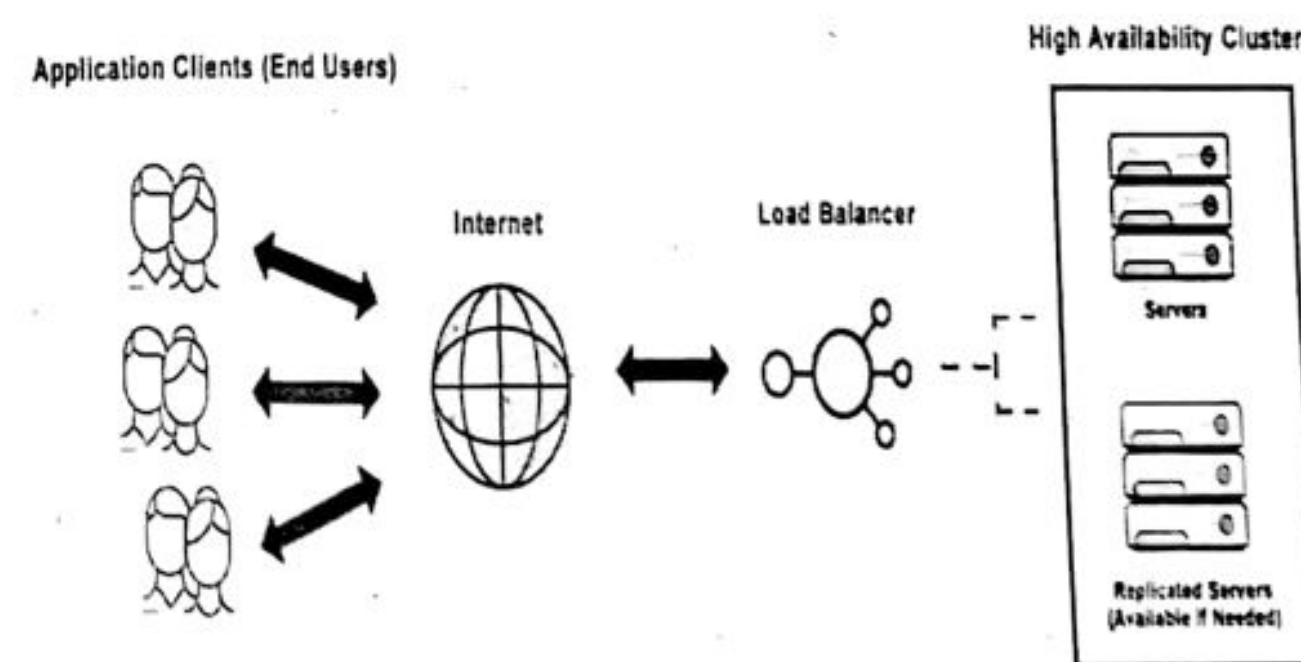 High Availability Cluster
Application Clients (End Users)
Internet
Load Balancer
Servers
Replicated Servers
(Available If Needed)